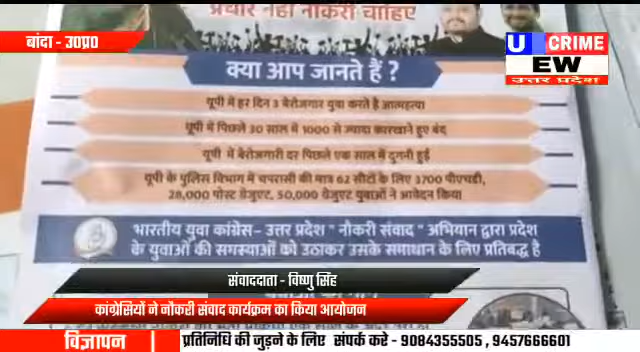 प्रचार नहीं नौकरी चाहिए
बांदा - उ0प्र0
U CRIME
EW
उत्तर प्रदेश
क्या आप जानते हैं ?
यूपी में हर दिन 3 बेरोजगार युवा करते है आत्महत्या
यूपी में पिछले 30 साल में 1000 से ज्यादा कारखाने हुए बंद
यूपी में बेरोजगारी दर पिछले एक साल में दुगनी हुई
यूपी के पुलिस विभाग में चपरासी की मात्र 62 सीटों के लिए 3700 पीएचडी,
28,000 पोस्ट ग्रेजुएट, 50,000 ग्रेजुएट युवाओं ने आवेदन किया
भारतीय युवा कांग्रेस– उत्तर प्रदेश " नौकरी संवाद " अभियान द्वारा प्रदेश
के युवाओं की समस्याओं को उठाकर उसके समाधान के लिए प्रतिबद्ध है
संवाददाता - विष्णु सिंह
कांग्रेसियों ने नौकरी संवाद कार्यक्रम का किया आयोजन
विज्ञापन
प्रतिनिधि की जुड़ने के लिए संपर्क करे - 9084355505 , 9457666601